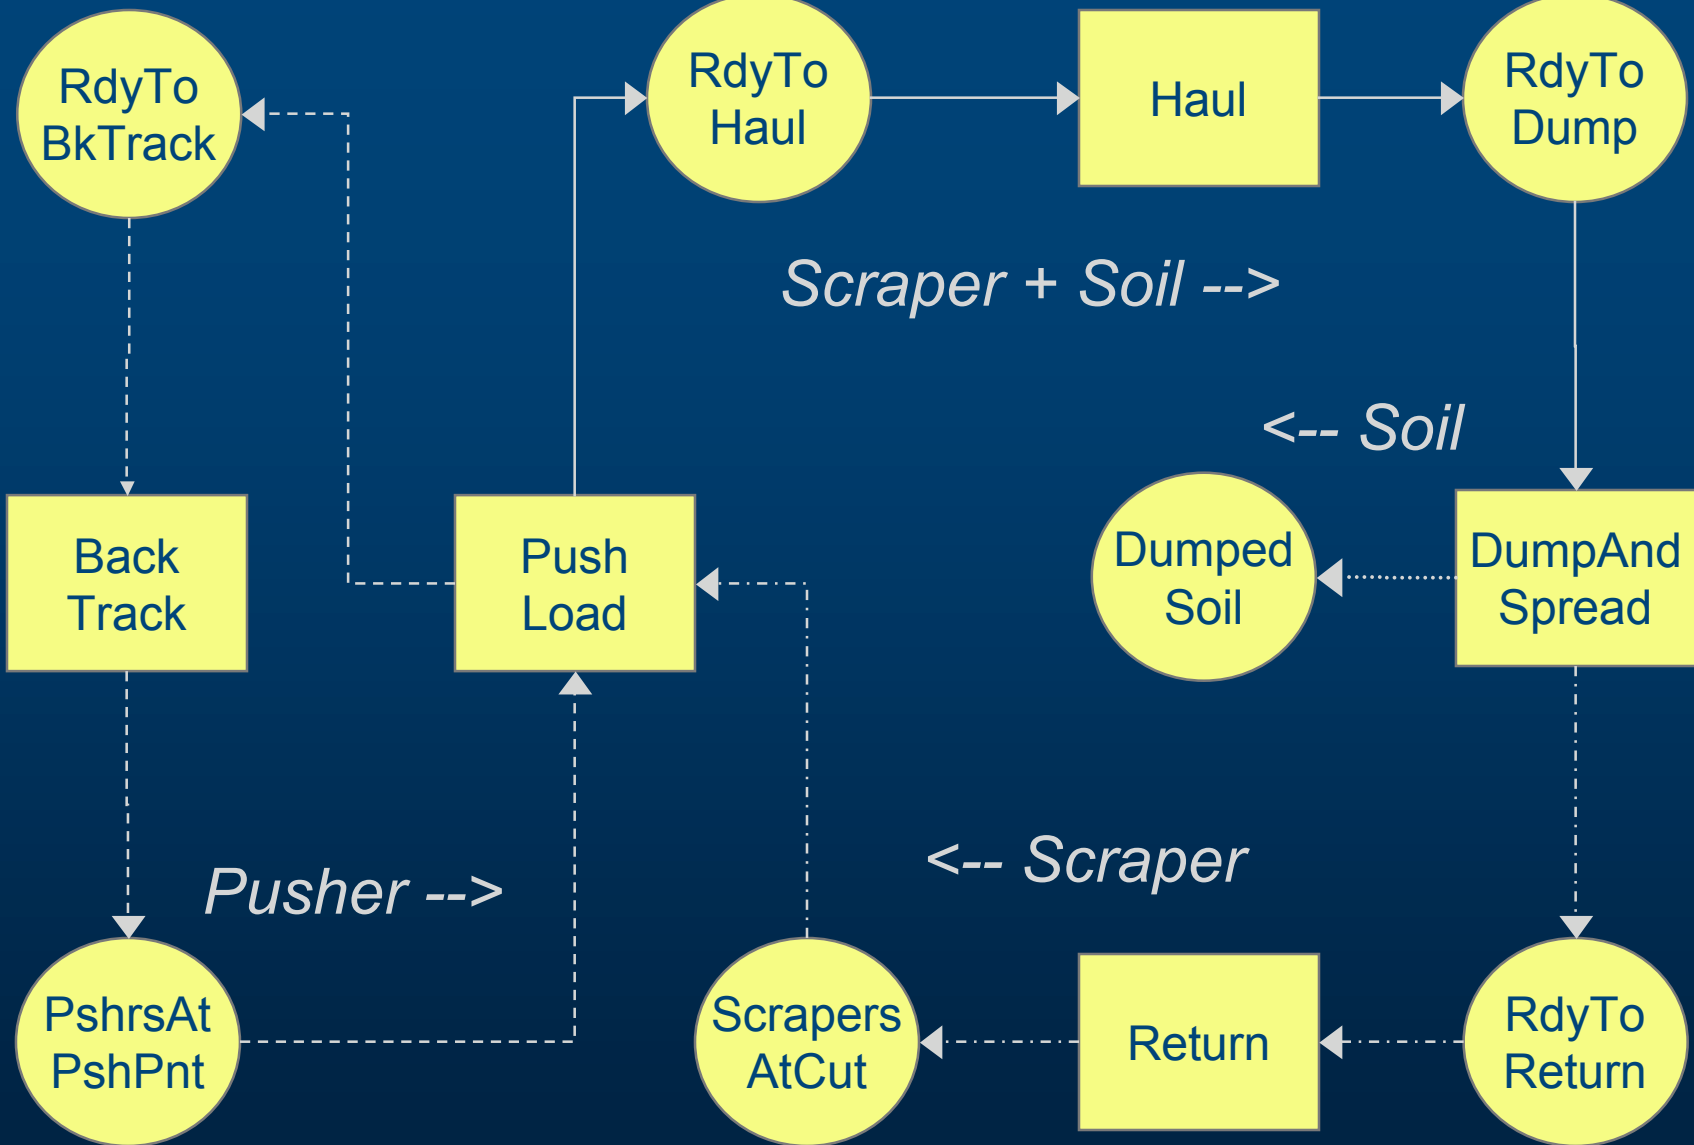 RdyTo
BkTrack
RdyTo
Haul
Haul
RdyTo
Dump
Scraper + Soil -->
<-- Soil
Back
Track
Push
Load
Dumped
Soil
DumpAnd
Spread
Pusher -->
<-- Scraper
PshrsAt
PshPnt
Scrapers
AtCut
Return
RdyTo
Return